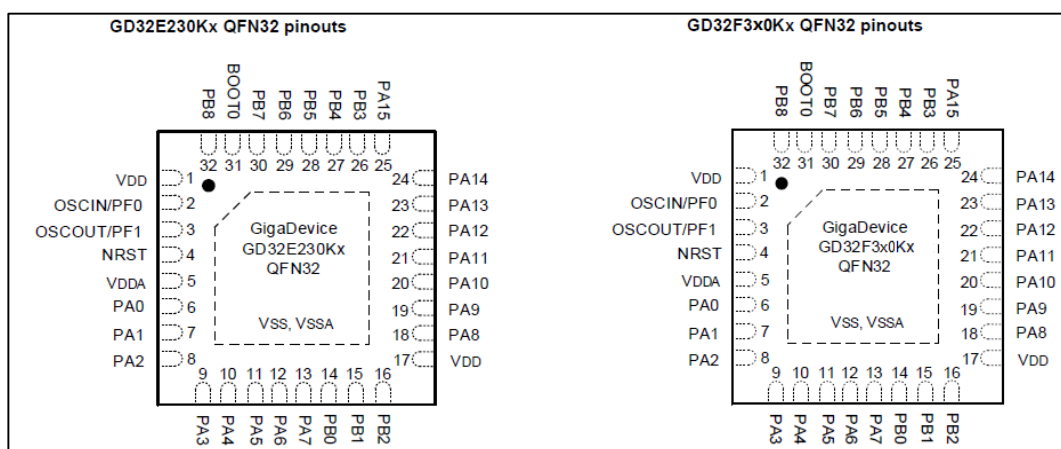 GD32E230Kx QFN32 pinouts
GD32F3x0Kx QFN32 pinouts
PB8 BOOT0 PB7 PB6 PB5 PB4 PB3 PA15
32 31 30 29 28 27 26 25
VDD 1
OSCIN/PF0 2
OSCOUT/PF1 3
NRST 4
VDDA 5
PA0 6
PA1 7
PA2 8
GigaDevice
GD32E230Kx
QFN32
VSS, VSSA
24 PA14
23 PA13
22 PA12
21 PA11
20 PA10
19 PA9
18 PA8
17 VDD
9 10 11 12 13 14 15 16
PA3 PA4 PA5 PA6 PA7 PB0 PB1 PB2
PB8 BOOT0 PB7 PB6 PB5 PB4 PB3 PA15
32 31 30 29 28 27 26 25
VDD 1
OSCIN/PF0 2
OSCOUT/PF1 3
NRST 4
VDDA 5
PA0 6
PA1 7
PA2 8
GigaDevice
GD32F3x0Kx
QFN32
VSS, VSSA
24 PA14
23 PA13
22 PA12
21 PA11
20 PA10
19 PA9
18 PA8
17 VDD
9 10 11 12 13 14 15 16
PA3 PA4 PA5 PA6 PA7 PB0 PB1 PB2